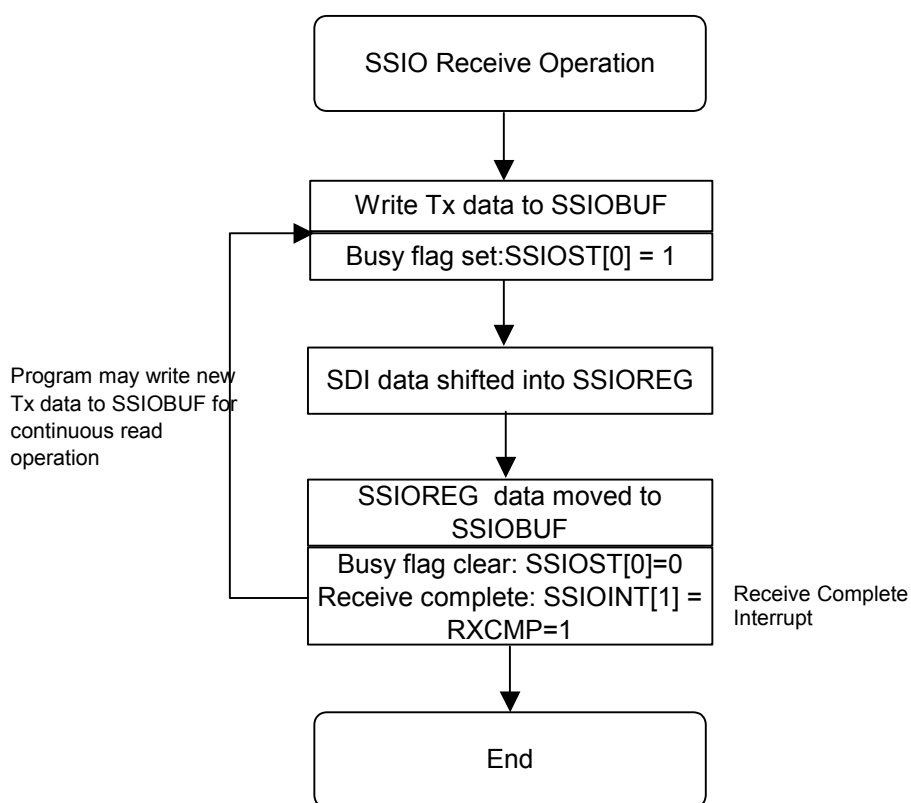 SSIO Receive Operation
Write Tx data to SSIOBUF
Busy flag set:SSIOST[0] = 1
SDI data shifted into SSIOREG
Program may write new
Tx data to SSIOBUF for
continuous read
operation
SSIOREG  data moved to
SSIOBUF
Busy flag clear: SSIOST[0]=0
Receive complete: SSIOINT[1] =
RXCMP=1
Receive Complete
Interrupt
End